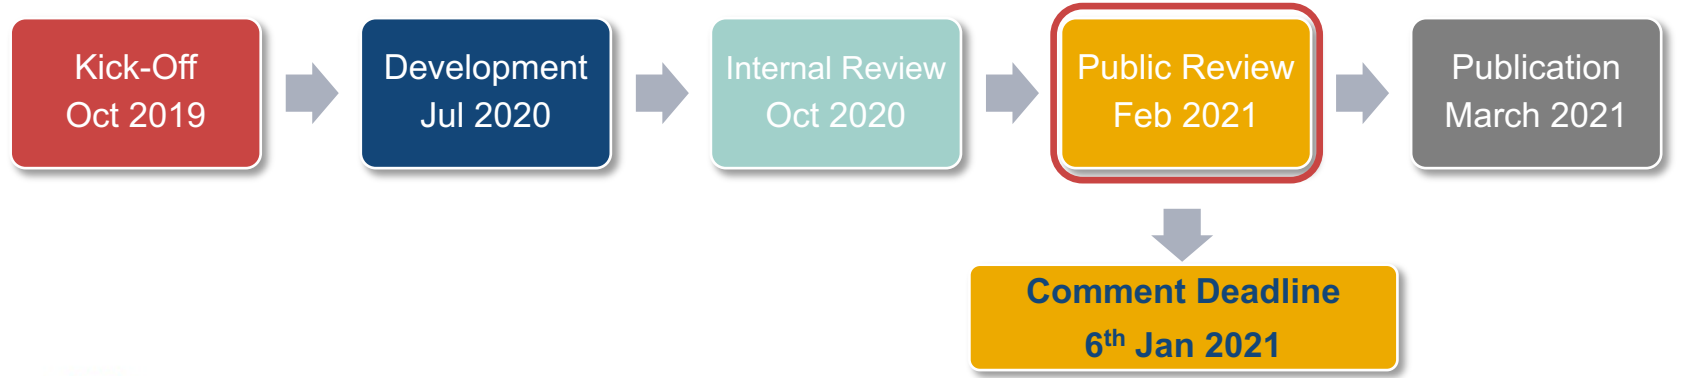 Kick-Off
Oct 2019
Development
Jul 2020
Internal Review
Oct 2020
Public Review
Feb 2021
Publication
March 2021
Comment Deadline
6th Jan 2021